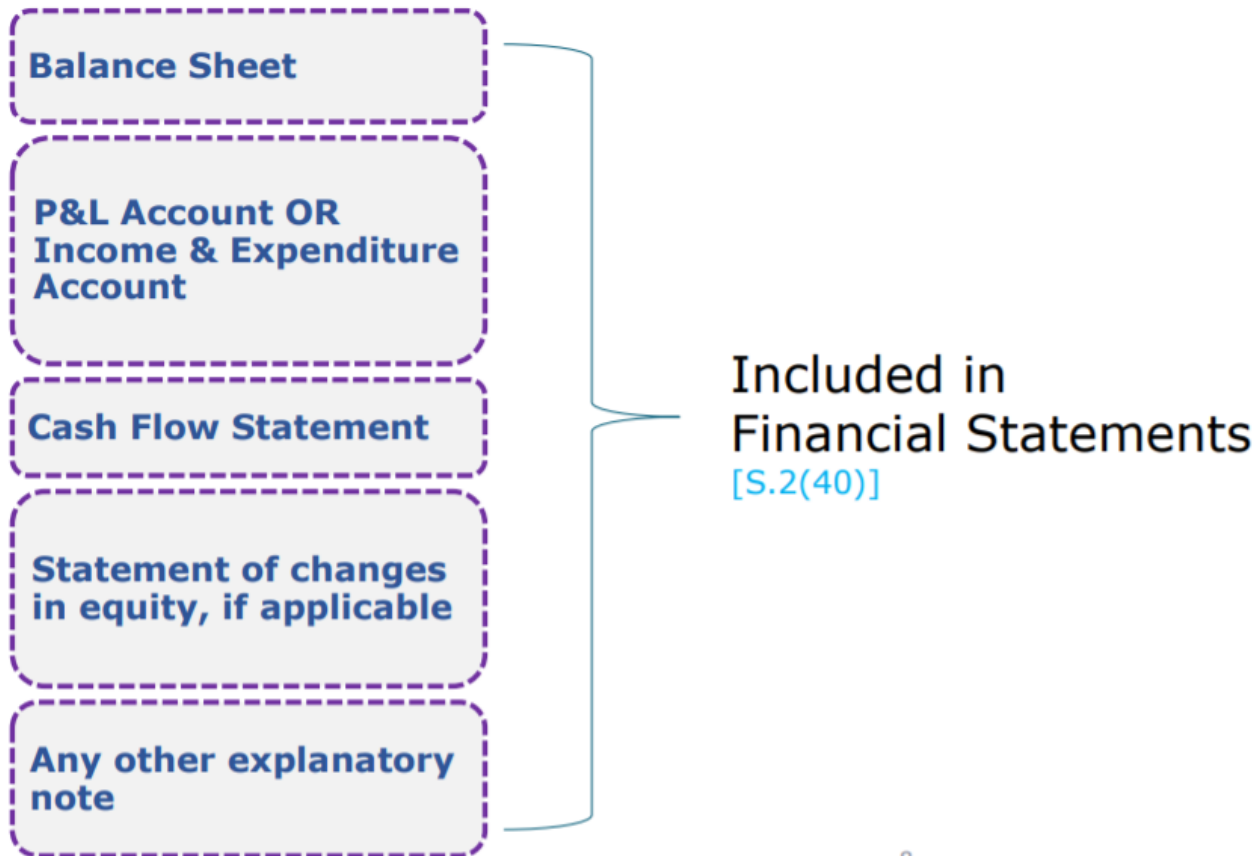 Balance Sheet
P&L Account OR
Income & Expenditure
Account
Cash Flow Statement
Statement of changes
in equity, if applicable
Any other explanatory
note
Included in
Financial Statements
[S.2(40)]